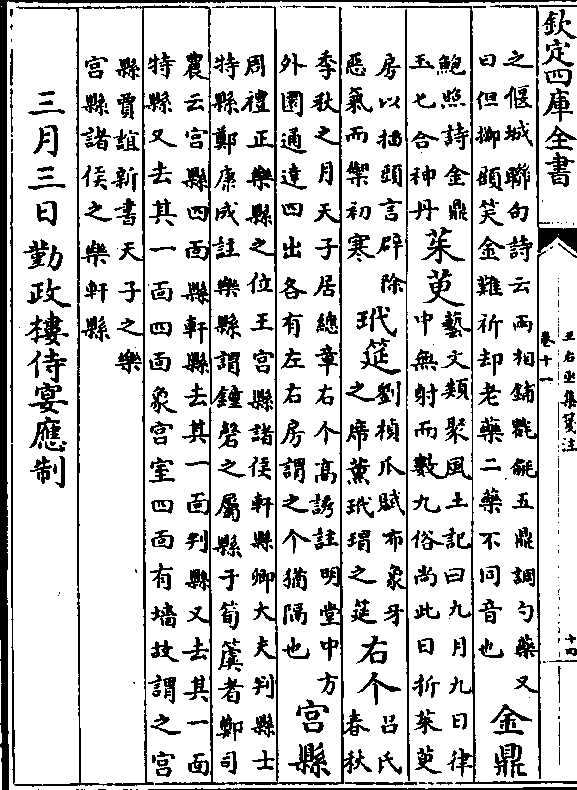 欽定四庫全書
王右丞集箋注
卷十一
十四
之偃城聯句詩云兩相鋪氍毹五鼎調勺藥又
曰但擲顧笑金難祈却老藥二藥不同音也
金鼎
鮑照詩金鼎
玉匕合神丹
茱萸
藝文類聚風土記曰九月九日律
中無射而數九俗尚此日折茱萸
房以插頭言辟除
惡氣而禦初寒
玳筵
劉楨瓜賦布象牙
之席薰玳瑁之筵
右个
呂氏
春秋
季秋之月天子居總章右个高誘註明堂中方
外圜通達四出各有左右房謂之个猶隔也
宮縣
周禮正樂縣之位王宮縣諸侯軒縣卿大夫判縣士
特縣鄭康成註樂縣謂鍾磬之屬縣于筍簴者鄭司
農云宮縣四面縣軒縣去其一面判縣又去其一面
特縣又去其一面四面象宮室四面有墻故謂之宮
縣賈誼新書天子之樂
宮縣諸侯之樂軒縣
三月三日勤政樓侍宴應制